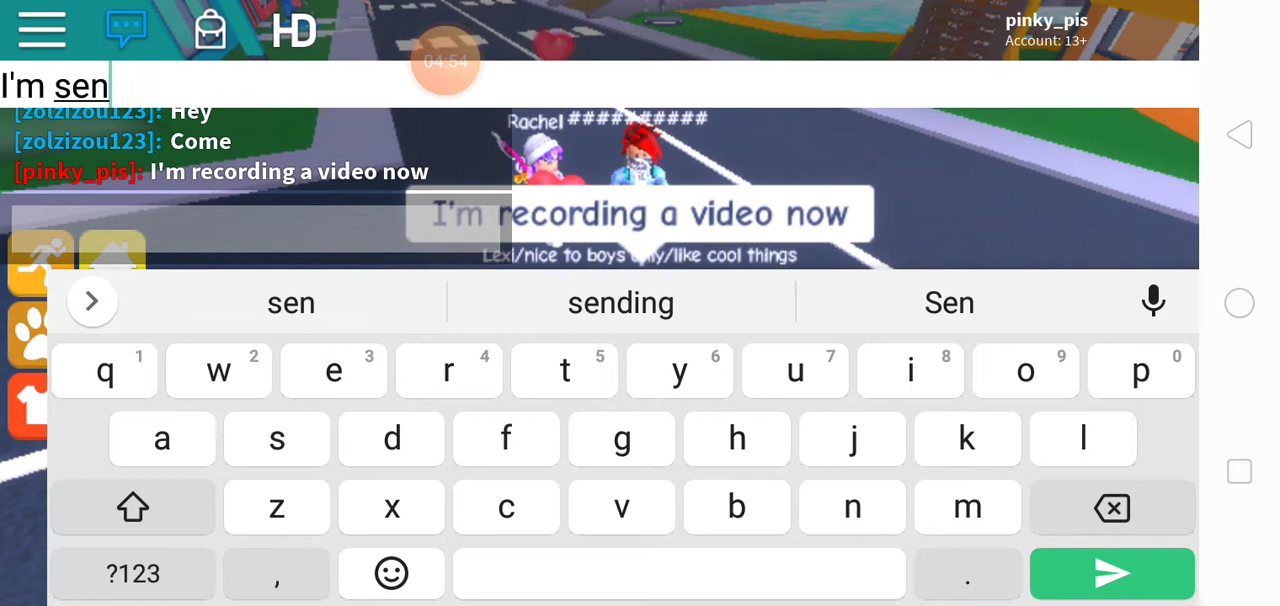 HD
pinky_pis
Account: 13+
04:54
I'm sen
[zolzizou123]: Hey
[zolzizou123]: Come
[pinky_pis]: I'm recording a video now
Rachel ##########
I'm recording a video now
Lexi/nice to boys only/like cool things
sen sending Sen
q 1 w 2 e 3 r 4 t 5 y 6 u 7 i 8 o 9 p 0
a s d f g h j k l
z x c v b n m
?123 , .